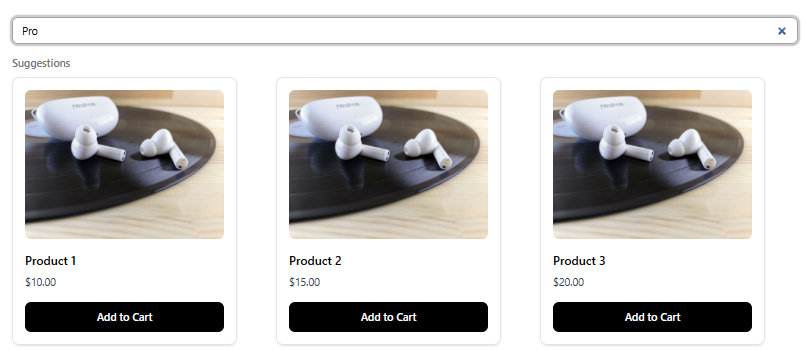 Pro
Suggestions
realme realme realme
Product 1 Product 2 Product 3
$10.00 $15.00 $20.00
Add to Cart Add to Cart Add to Cart